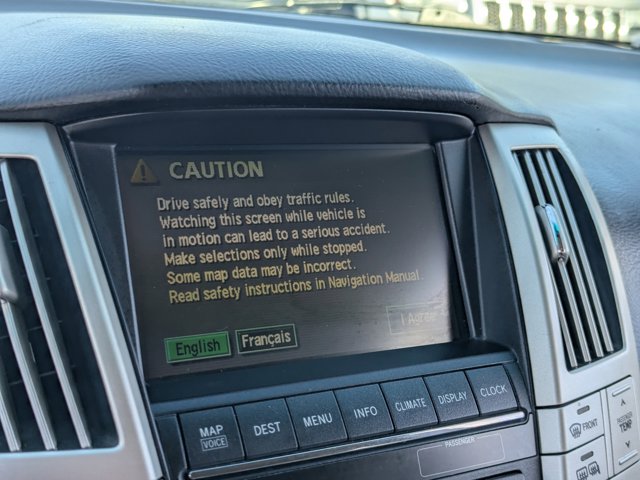 CAUTION
Drive safely and obey traffic rules.
Watching this screen while vehicle is
in motion can lead to a serious accident.
Make selections only while stopped.
Some map data may be incorrect.
Read safety instructions in Navigation Manual.
I Agree
English Français
MAP DEST MENU INFO CLIMATE DISPLAY CLOCK
VOICE
PASSENGER
FRONT
PASSENGER
TEMP